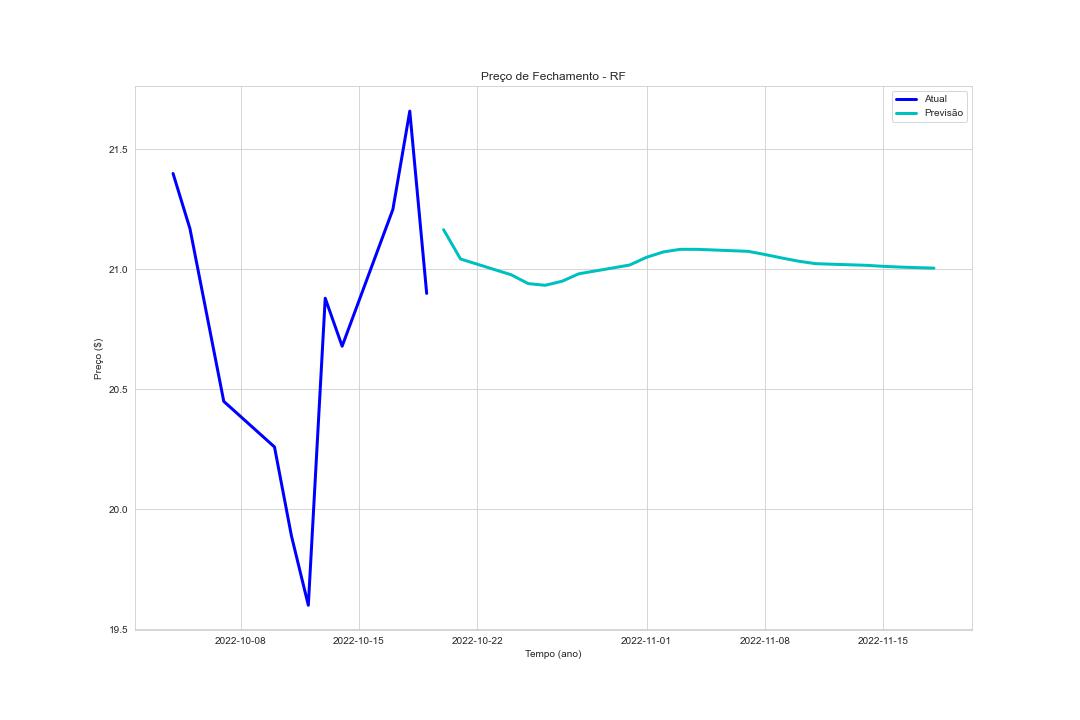 Preço de Fechamento - RF
Atual
Previsão
Preço ($)
21.5
21.0
20.5
20.0
19.5
2022-10-08
2022-10-15
2022-10-22
2022-11-01
2022-11-08
2022-11-15
Tempo (ano)